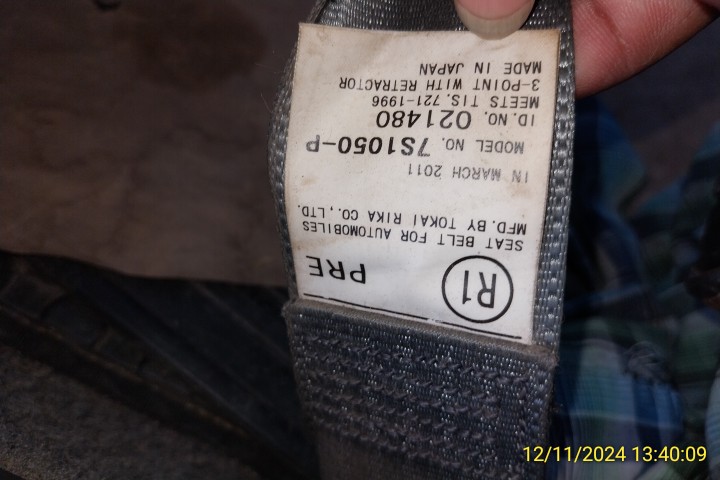 R1 PRE
SEAT BELT FOR AUTOMOBILES
MFD.BY TOKAI RIKA CO.,LTD.
IN MARCH 2011
MODEL NO. 7S1050-P
ID.NO. 021480
MEETS TIS.721-1996
3-POINT WITH RETRACTOR
MADE IN JAPAN
12/11/2024 13:40:09